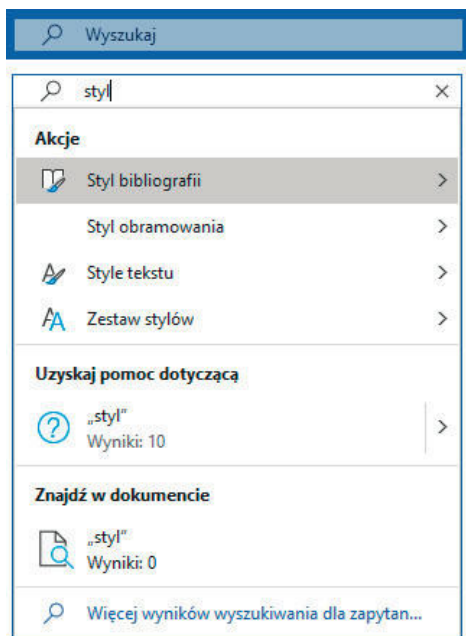 Wyszukaj
styl
Akcje
Styl bibliografii
Styl obramowania
Style tekstu
Zestaw stylów
Uzyskaj pomoc dotyczącą
„styl”
Wyniki: 10
Znajdź w dokumencie
„styl”
Wyniki: 0
Więcej wyników wyszukiwania dla zapytan...